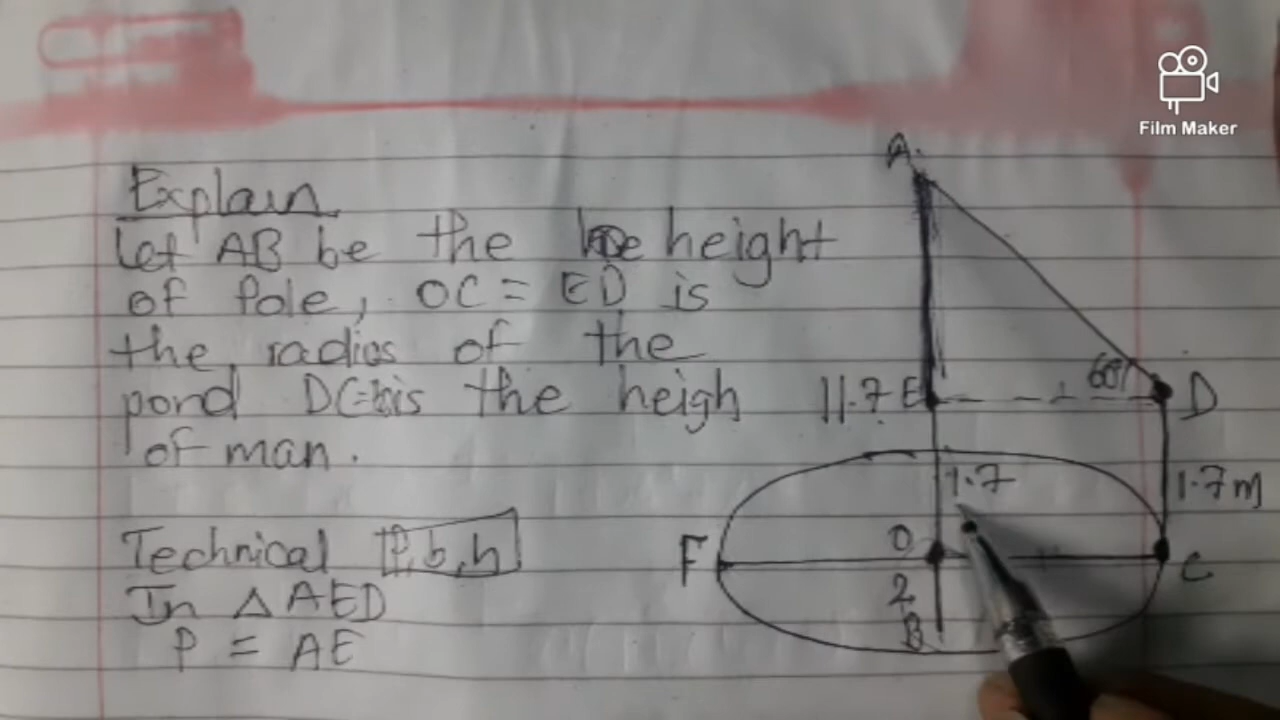 Film Maker
Explain
Let AB be the height
of Pole, OC = ED is
the radios of the
pond DC is the heigh
of man.
Technical P, b, h
In △ AED
P = AE
A
11.7 E
60°
D
1.7
1.7m
F
O
C
2
B